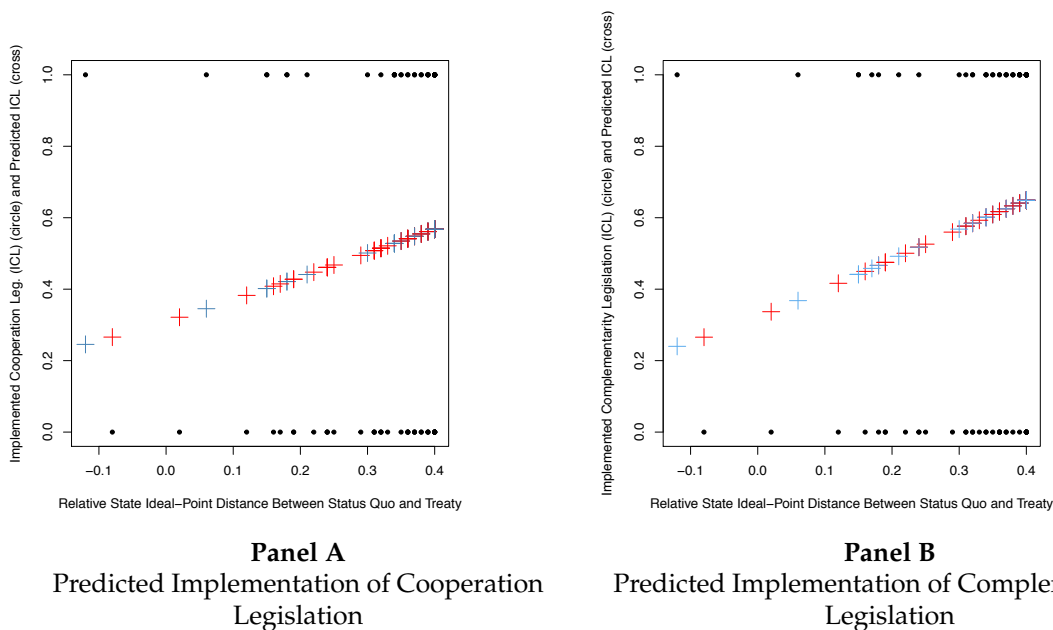 Implemented Cooperation Leg. (ICL) (circle) and Predicted ICL (cross)
1.0
0.8
0.6
0.4
0.2
0.0
−0.1 0.0 0.1 0.2 0.3 0.4
Relative State Ideal−Point Distance Between Status Quo and Treaty
Panel A
Predicted Implementation of Cooperation
Legislation
Implemented Complementarity Legislation (ICL) (circle) and Predicted ICL (cross)
1.0
0.8
0.6
0.4
0.2
0.0
−0.1 0.0 0.1 0.2 0.3 0.4
Relative State Ideal−Point Distance Between Status Quo and Treaty
Panel B
Predicted Implementation of Comple
Legislation